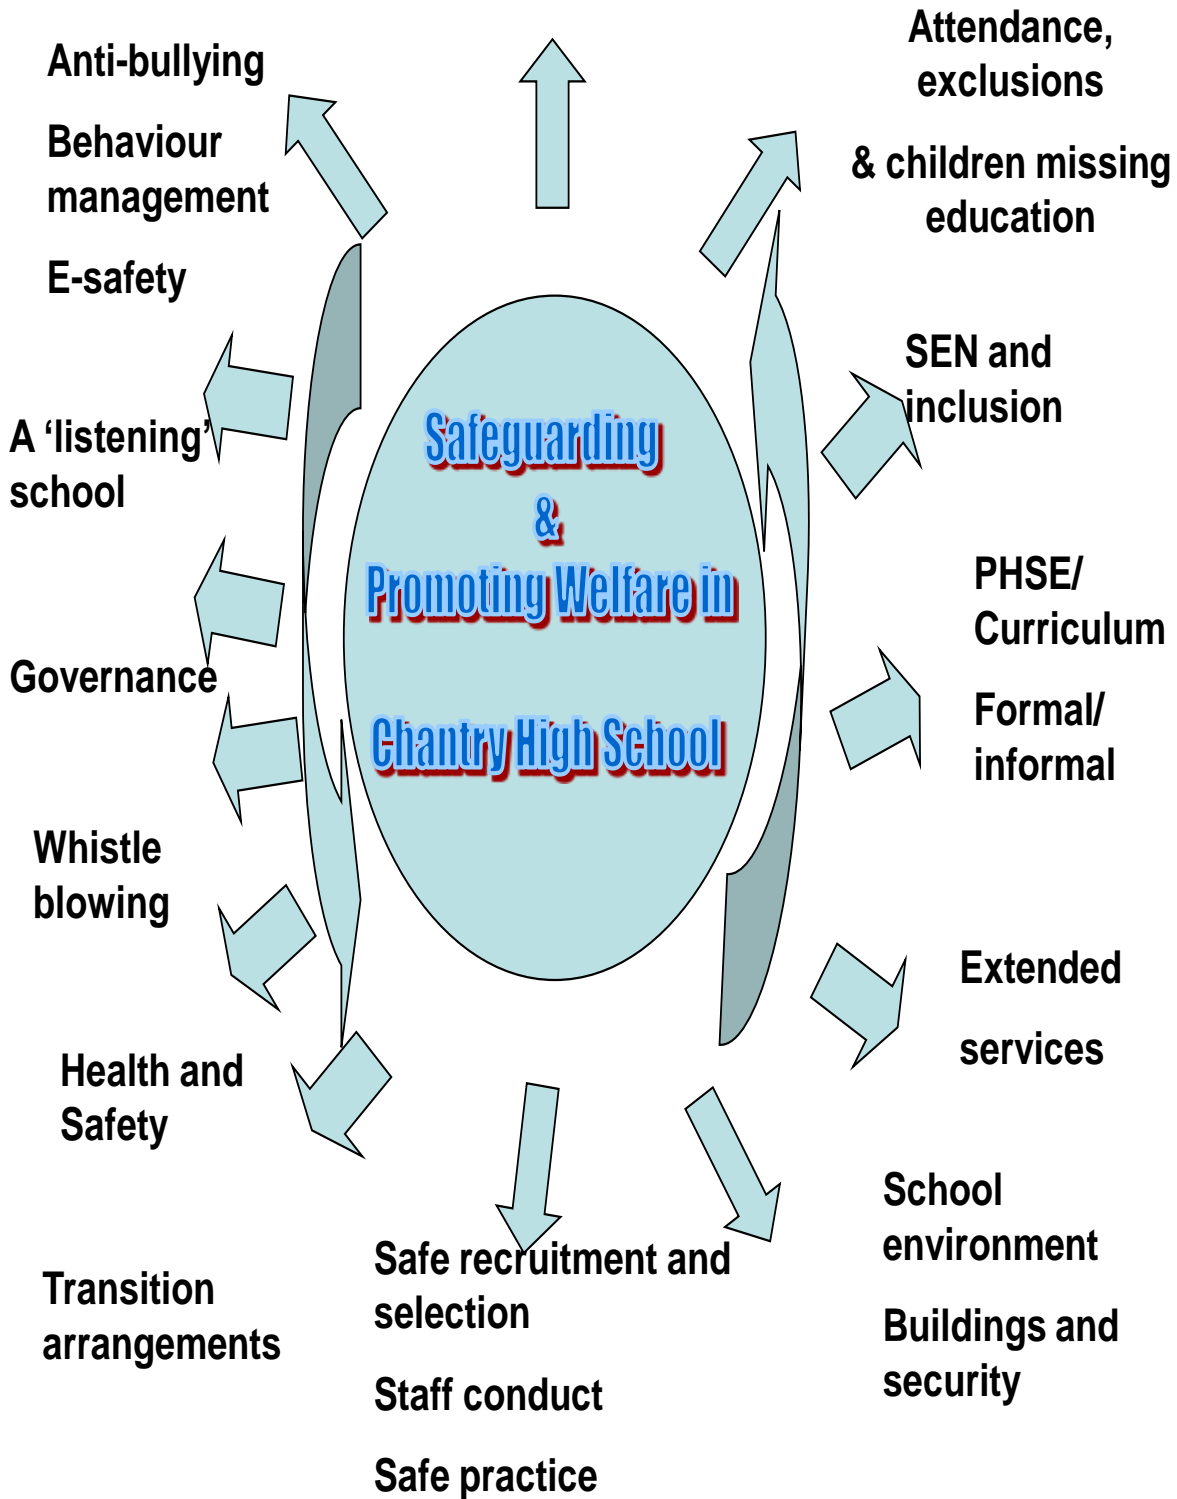 Anti-bullying
Behaviour
management
E-safety
Attendance,
exclusions
& children missing
education
SEN and
inclusion
A ‘listening’
school
Safeguarding
&
Promoting Welfare in
Chantry High School
PHSE/
Curriculum
Formal/
informal
Governance
Whistle
blowing
Extended
services
Health and
Safety
School
environment
Buildings and
security
Transition
arrangements
Safe recruitment and
selection
Staff conduct
Safe practice